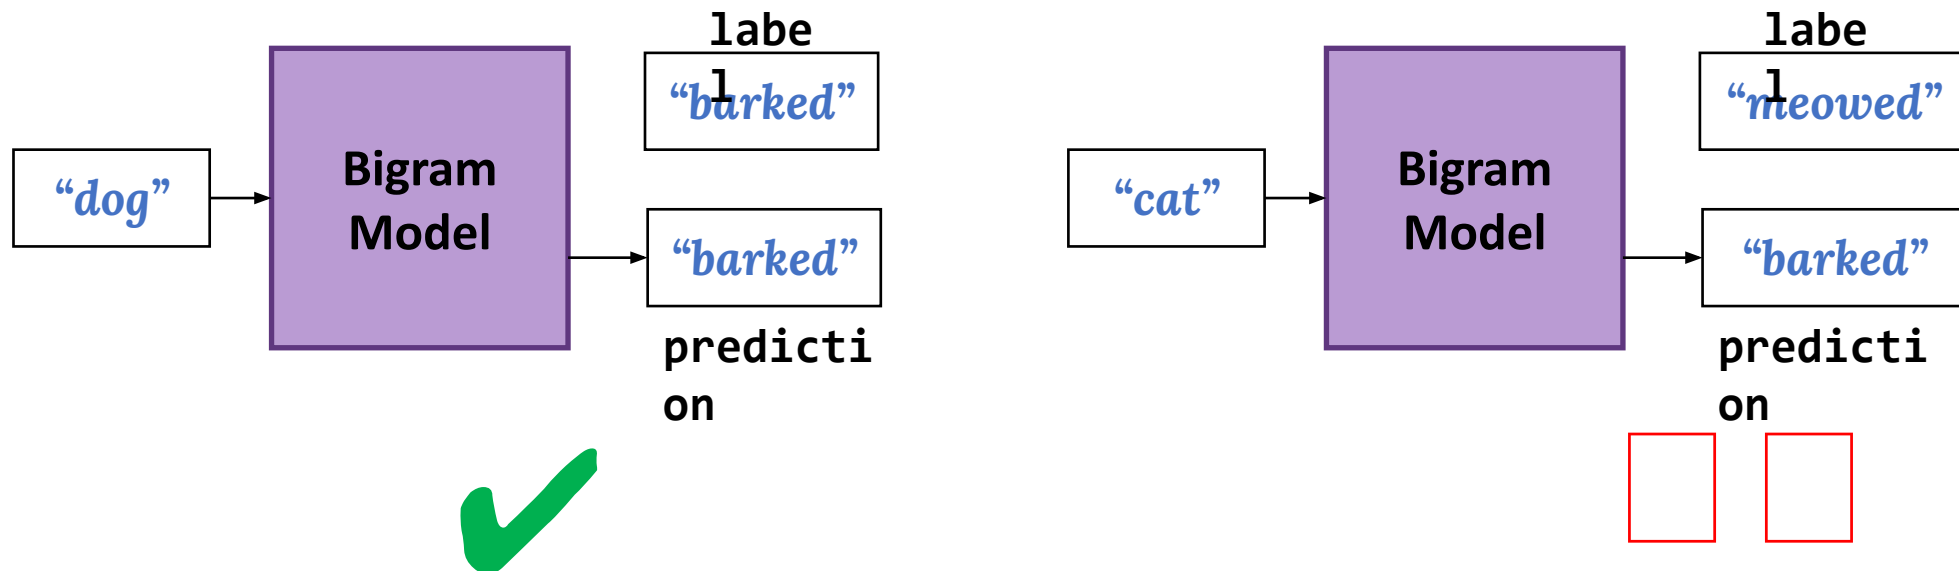 labe
l
“barked”
“dog”
Bigram
Model
“barked”
predicti
on
labe
l
“meowed”
“cat”
Bigram
Model
“barked”
predicti
on